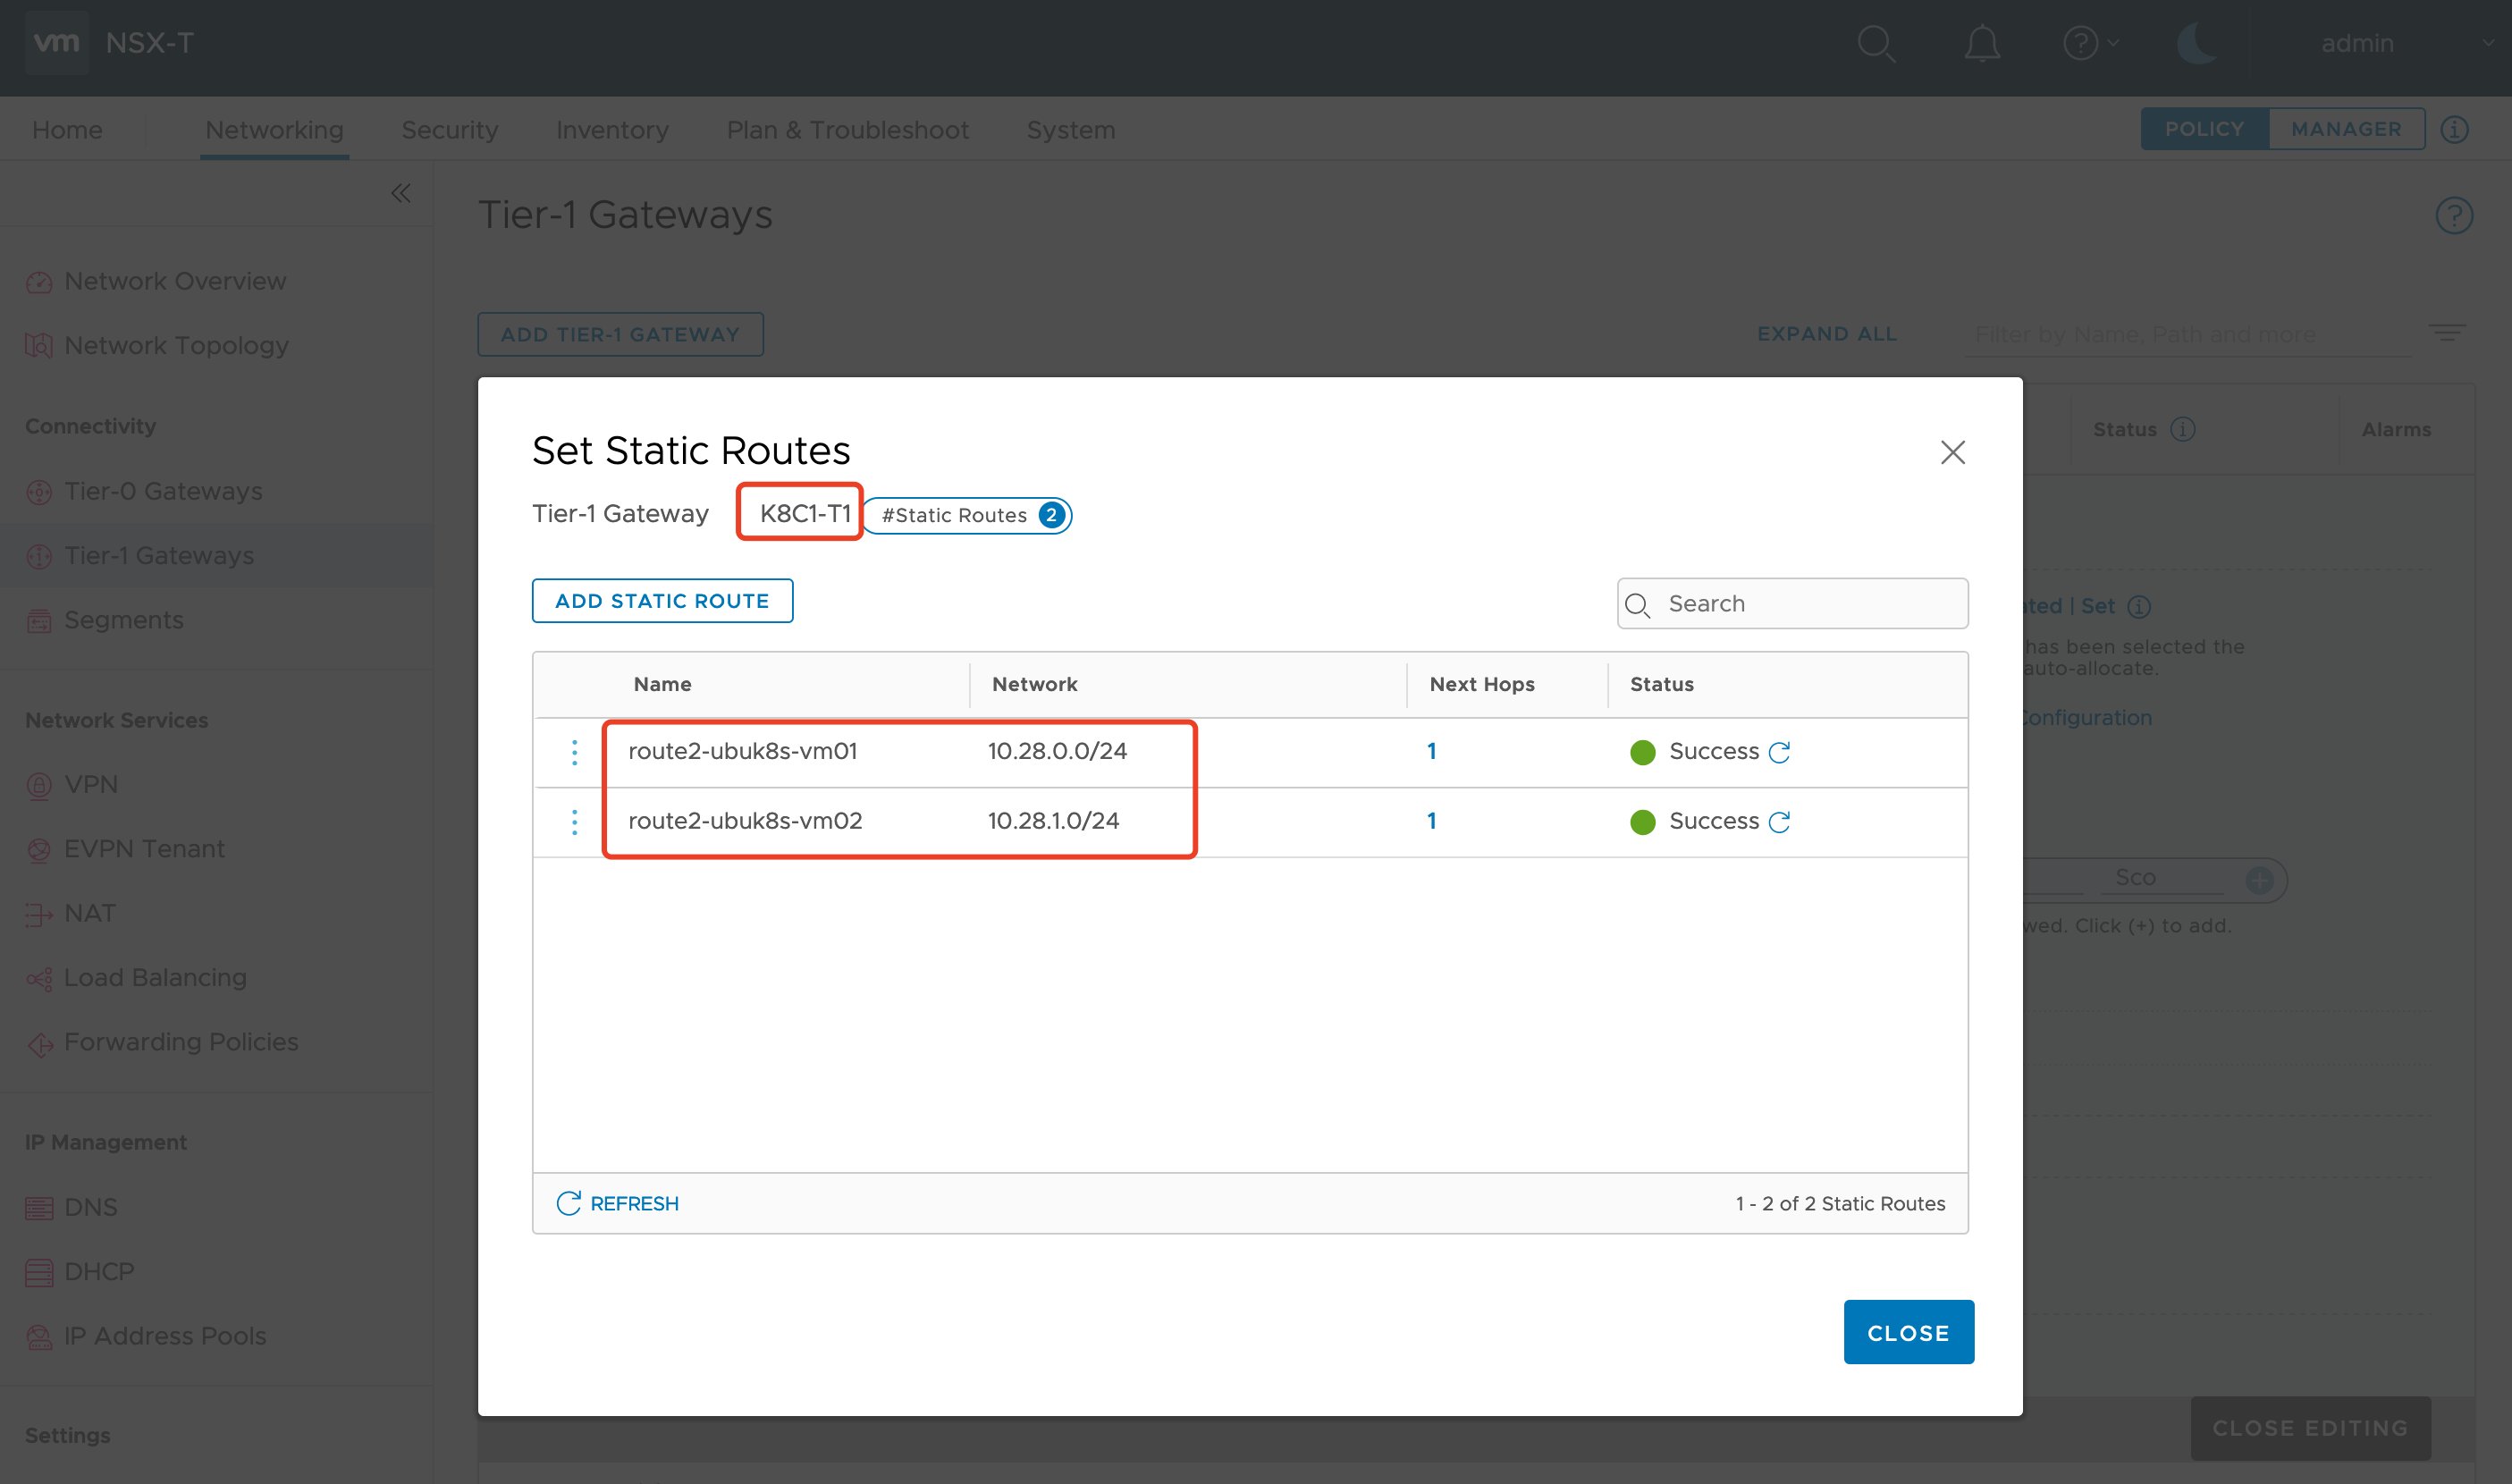 vm NSX-T admin
Home Networking Security Inventory Plan & Troubleshoot System POLICY MANAGER
Tier-1 Gateways
Network Overview
Network Topology
ADD TIER-1 GATEWAY EXPAND ALL Filter by Name, Path and more
Connectivity
Tier-0 Gateways
Tier-1 Gateways
Segments
Network Services
VPN
EVPN Tenant
NAT
Load Balancing
Forwarding Policies
IP Management
DNS
DHCP
IP Address Pools
Settings
Status Alarms
Set Static Routes
Tier-1 Gateway K8C1-T1 #Static Routes 2
ADD STATIC ROUTE Search
Name Network Next Hops Status
route2-ubuk8s-vm01 10.28.0.0/24 1 Success
route2-ubuk8s-vm02 10.28.1.0/24 1 Success
REFRESH 1 - 2 of 2 Static Routes
CLOSE
| Set
has been selected the
auto-allocate.
Configuration
Sco
Click (+) to add.
CLOSE EDITING